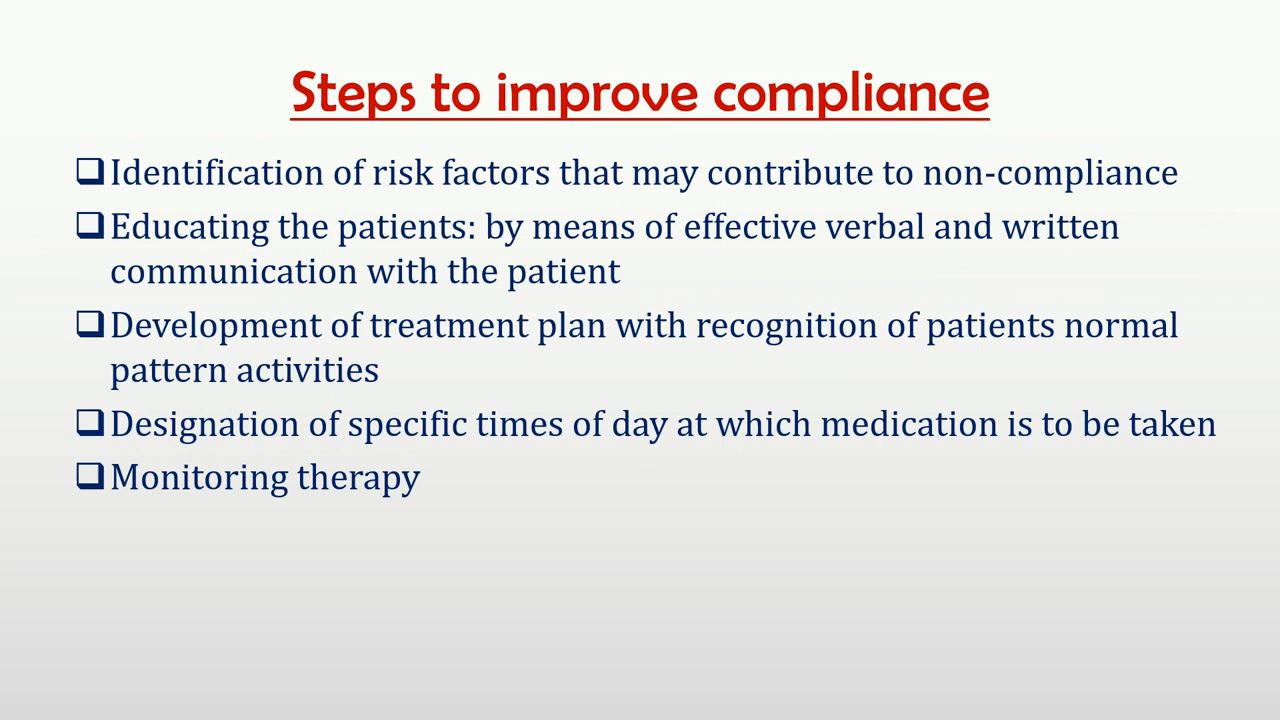 Steps to improve compliance
❑Identification of risk factors that may contribute to non-compliance
❑Educating the patients: by means of effective verbal and written
communication with the patient
❑Development of treatment plan with recognition of patients normal
pattern activities
❑Designation of specific times of day at which medication is to be taken
❑Monitoring therapy